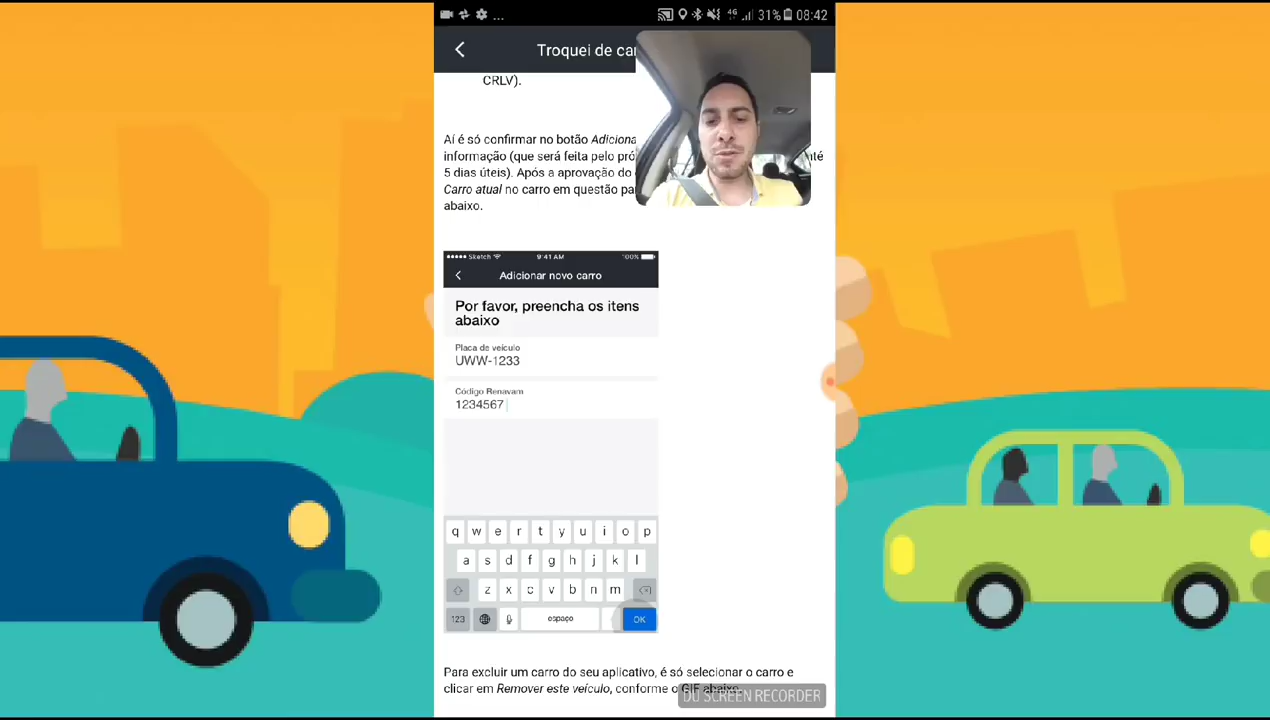 ... 4G 31% 08:42
Troquei de car
CRLV).
Aí é só confirmar no botão Adiciona
informação (que será feita pelo pró até
5 dias úteis). Após a aprovação do
Carro atual no carro em questão pa
abaixo.
Sketch 9:41 AM 100%
Adicionar novo carro
Por favor, preencha os itens
abaixo
Placa de veículo
UWW-1233
Código Renavam
1234567
q w e r t y u i o p
a s d f g h j k l
z x c v b n m
123 espaço OK
Para excluir um carro do seu aplicativo, é só selecionar o carro e
clicar em Remover este veículo, conforme o GIF abaixo.
DU SCREEN RECORDER